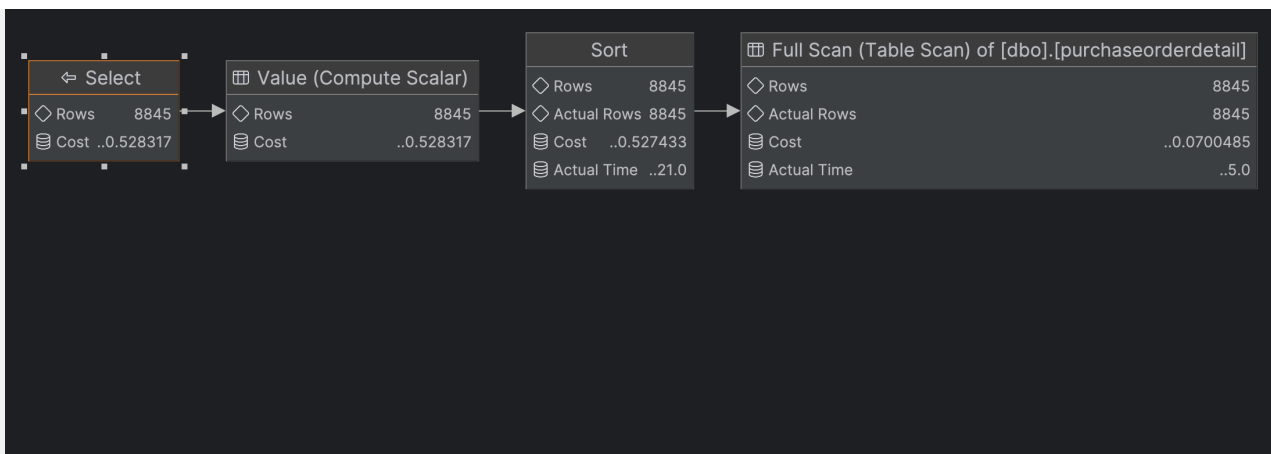 Select
Rows 8845
Cost ..0.528317
Value (Compute Scalar)
Rows 8845
Cost ..0.528317
Sort
Rows 8845
Actual Rows 8845
Cost ..0.527433
Actual Time ..21.0
Full Scan (Table Scan) of [dbo].[purchaseorderdetail]
Rows 8845
Actual Rows 8845
Cost ..0.0700485
Actual Time ..5.0